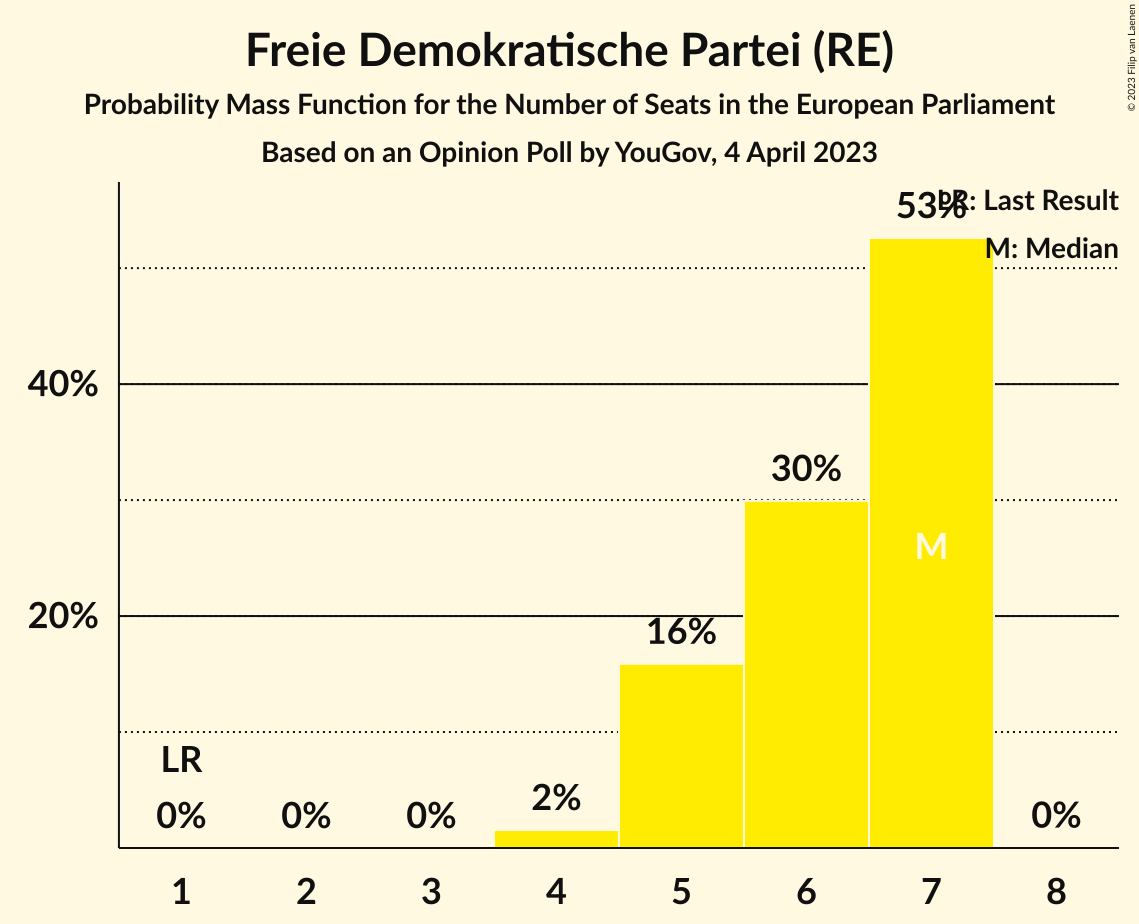 Freie Demokratische Partei (RE)
Probability Mass Function for the Number of Seats in the European Parliament
Based on an Opinion Poll by YouGov, 4 April 2023
© 2023 Filip van Laenen
LR: Last Result
M: Median
53%
40%
30%
M
20%
16%
LR
2%
0%
0%
0%
0%
1 2 3 4 5 6 7 8